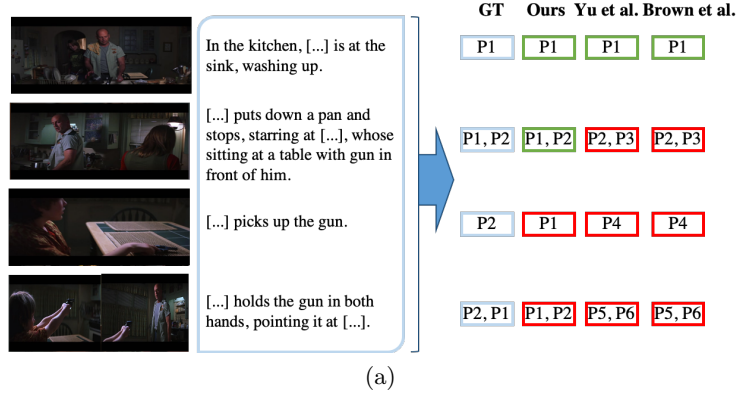 GT Ours Yu et al. Brown et al.
In the kitchen, [...] is at the
sink, washing up.
P1 P1 P1 P1
[...] puts down a pan and
stops, starring at [...], whose
sitting at a table with gun in
front of him.
P1, P2 P1, P2 P2, P3 P2, P3
[...] picks up the gun.
P2 P1 P4 P4
[...] holds the gun in both
hands, pointing it at [...].
P2, P1 P1, P2 P5, P6 P5, P6
(a)